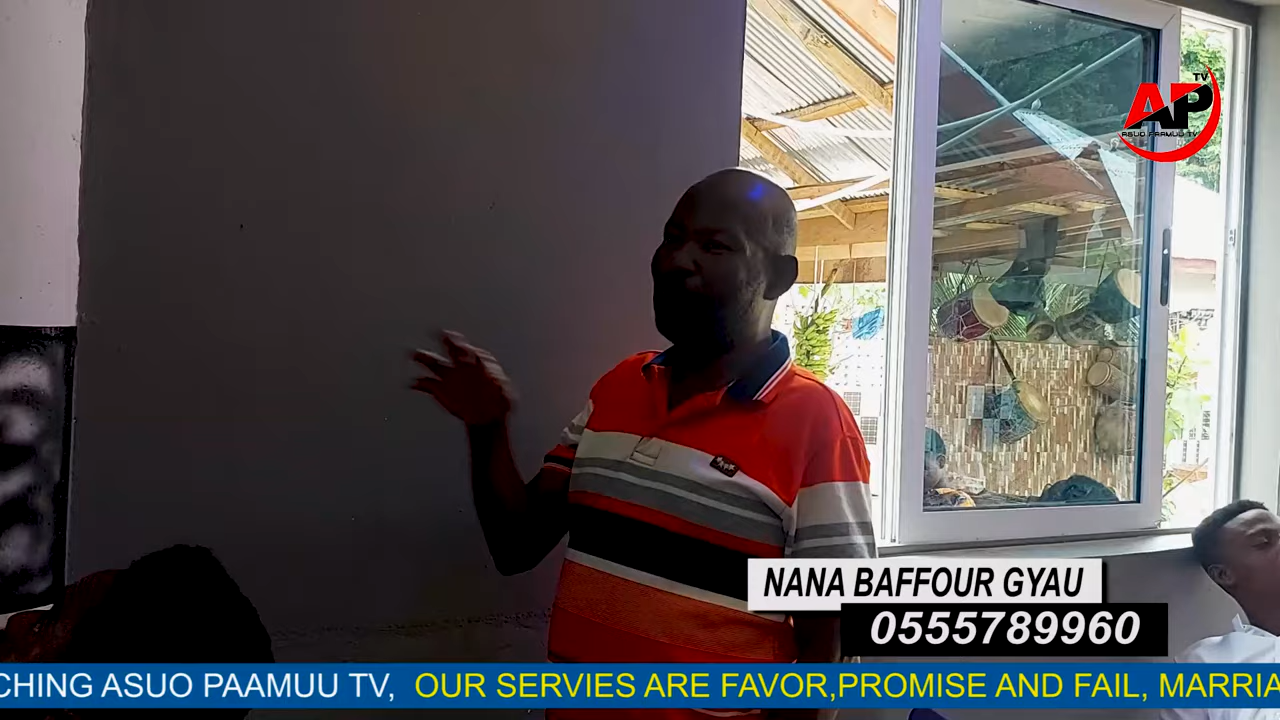 TV
AP
ASUO PAAMUU TV
NANA BAFFOUR GYAU
0555789960
CHING ASUO PAAMUU TV, OUR SERVIES ARE FAVOR,PROMISE AND FAIL, MARRIA